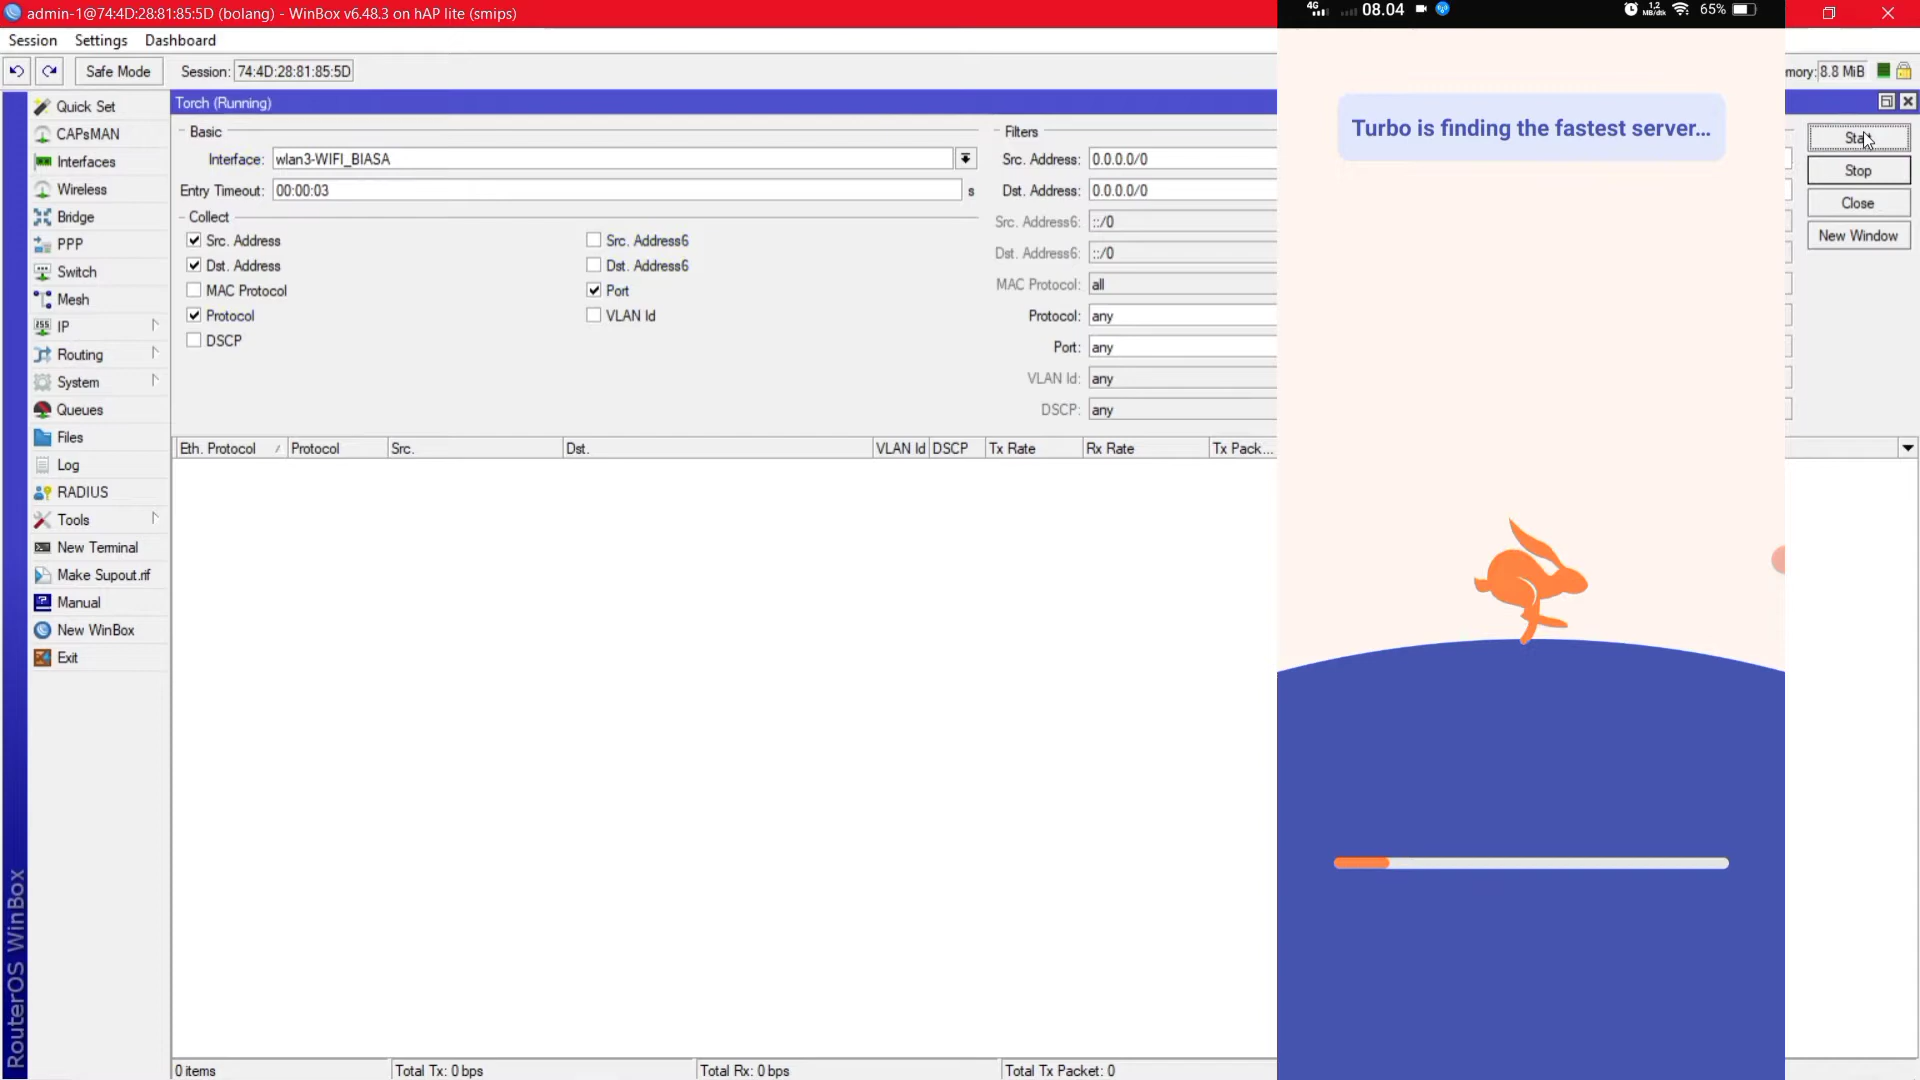 admin-1@74:4D:28:81:85:5D (bolang) - WinBox v6.48.3 on hAP lite (smips)
4G 08.04 1,2 MB/dtk 65%
Session Settings Dashboard
Safe Mode Session: 74:4D:28:81:85:5D mory: 8.8 MiB
Quick Set
CAPsMAN
Interfaces
Wireless
Bridge
PPP
Switch
Mesh
IP
Routing
System
Queues
Files
Log
RADIUS
Tools
New Terminal
Make Supout.rif
Manual
New WinBox
Exit
RouterOS WinBox
Torch (Running)
Basic
Interface: wlan3-WIFI_BIASA
Entry Timeout: 00:00:03 s
Collect
Src. Address
Dst. Address
MAC Protocol
Protocol
DSCP
Src. Address6
Dst. Address6
Port
VLAN Id
Filters
Src. Address: 0.0.0.0/0
Dst. Address: 0.0.0.0/0
Src. Address6: ::/0
Dst. Address6: ::/0
MAC Protocol: all
Protocol: any
Port: any
VLAN Id: any
DSCP: any
Stop
Close
New Window
Eth. Protocol Protocol Src. Dst. VLAN Id DSCP Tx Rate Rx Rate Tx Pack...
0 items Total Tx: 0 bps Total Rx: 0 bps Total Tx Packet: 0
Turbo is finding the fastest server...